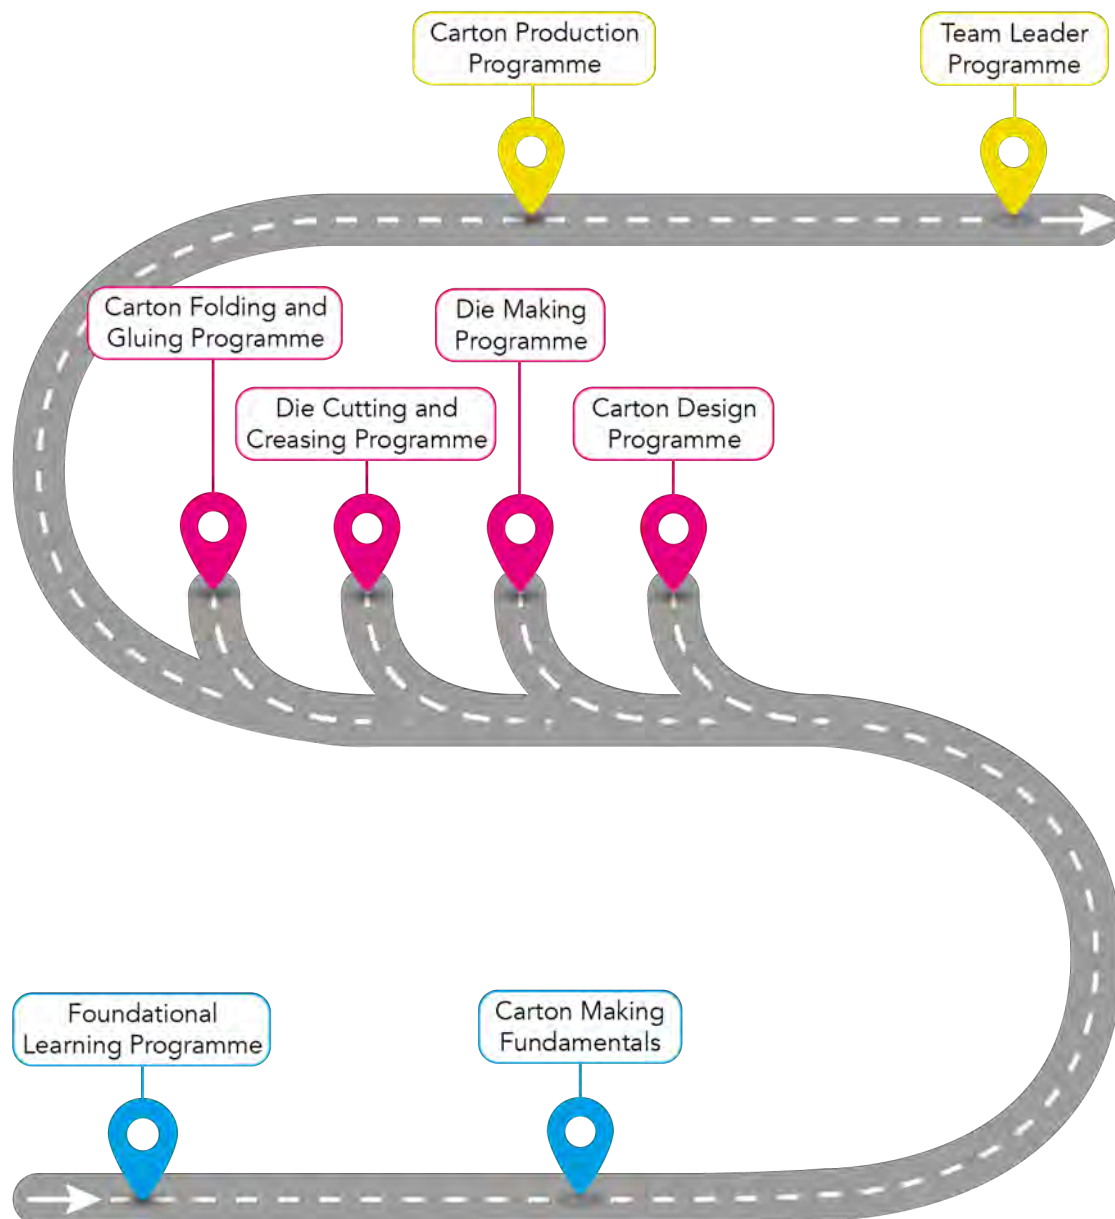 Carton Production
Programme
Team Leader
Programme
Carton Folding and
Gluing Programme
Die Making
Programme
Die Cutting and
Creasing Programme
Carton Design
Programme
Foundational
Learning Programme
Carton Making
Fundamentals